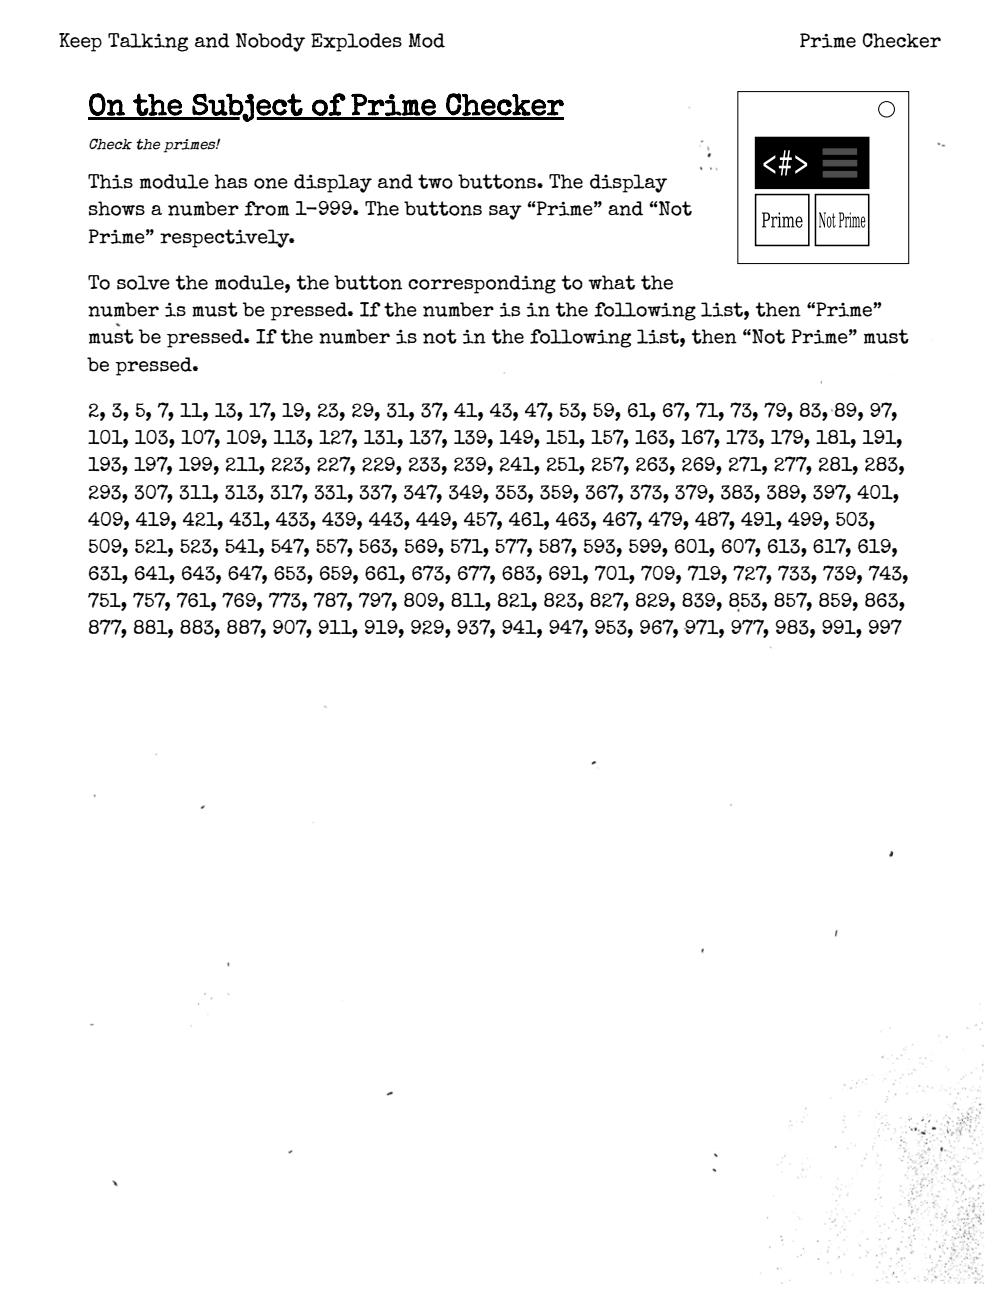 Keep Talking and Nobody Explodes Mod
Prime Checker
On the Subject of Prime Checker
Check the primes!
This module has one display and two buttons. The display
shows a number from 1-999. The buttons say “Prime” and “Not
Prime” respectively.
<#>
Prime
Not Prime
To solve the module, the button corresponding to what the
number is must be pressed. If the number is in the following list, then “Prime”
must be pressed. If the number is not in the following list, then “Not Prime” must
be pressed.
2, 3, 5, 7, 11, 13, 17, 19, 23, 29, 31, 37, 41, 43, 47, 53, 59, 61, 67, 71, 73, 79, 83, 89, 97,
101, 103, 107, 109, 113, 127, 131, 137, 139, 149, 151, 157, 163, 167, 173, 179, 181, 191,
193, 197, 199, 211, 223, 227, 229, 233, 239, 241, 251, 257, 263, 269, 271, 277, 281, 283,
293, 307, 311, 313, 317, 331, 337, 347, 349, 353, 359, 367, 373, 379, 383, 389, 397, 401,
409, 419, 421, 431, 433, 439, 443, 449, 457, 461, 463, 467, 479, 487, 491, 499, 503,
509, 521, 523, 541, 547, 557, 563, 569, 571, 577, 587, 593, 599, 601, 607, 613, 617, 619,
631, 641, 643, 647, 653, 659, 661, 673, 677, 683, 691, 701, 709, 719, 727, 733, 739, 743,
751, 757, 761, 769, 773, 787, 797, 809, 811, 821, 823, 827, 829, 839, 853, 857, 859, 863,
877, 881, 883, 887, 907, 911, 919, 929, 937, 941, 947, 953, 967, 971, 977, 983, 991, 997